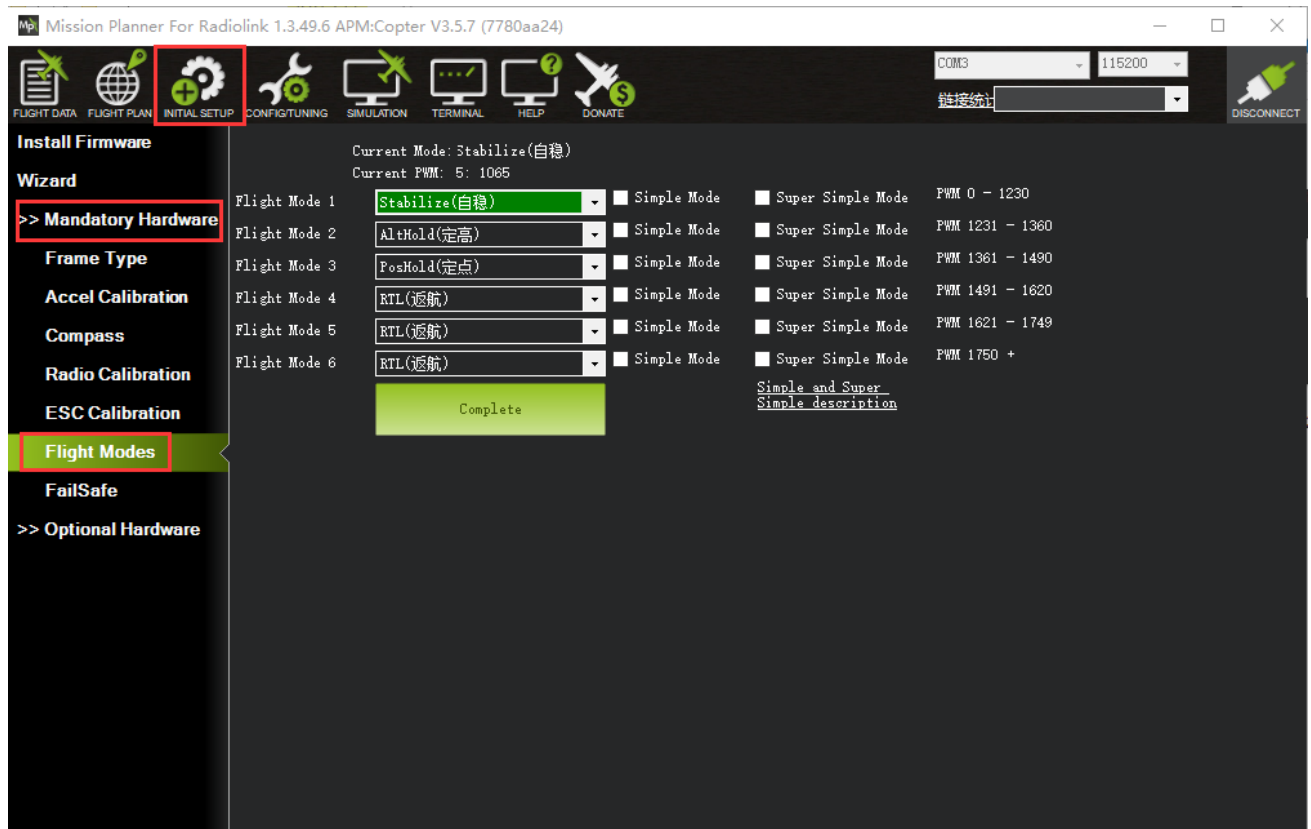 Mission Planner For Radiolink 1.3.49.6 APM:Copter V3.5.7 (7780aa24)
FLIGHT DATA FLIGHT PLAN INITIAL SETUP CONFIG/TUNING SIMULATION TERMINAL HELP DONATE
COM3 115200
链接统计
DISCONNECT
Install Firmware
Wizard
>> Mandatory Hardware
Frame Type
Accel Calibration
Compass
Radio Calibration
ESC Calibration
Flight Modes
FailSafe
>> Optional Hardware
Current Mode: Stabilize(自稳)
Current PWM: 5: 1065
Flight Mode 1 Stabilize(自稳) Simple Mode Super Simple Mode PWM 0 - 1230
Flight Mode 2 AltHold(定高) Simple Mode Super Simple Mode PWM 1231 - 1360
Flight Mode 3 PosHold(定点) Simple Mode Super Simple Mode PWM 1361 - 1490
Flight Mode 4 RTL(返航) Simple Mode Super Simple Mode PWM 1491 - 1620
Flight Mode 5 RTL(返航) Simple Mode Super Simple Mode PWM 1621 - 1749
Flight Mode 6 RTL(返航) Simple Mode Super Simple Mode PWM 1750 +
Complete
Simple and Super
Simple description